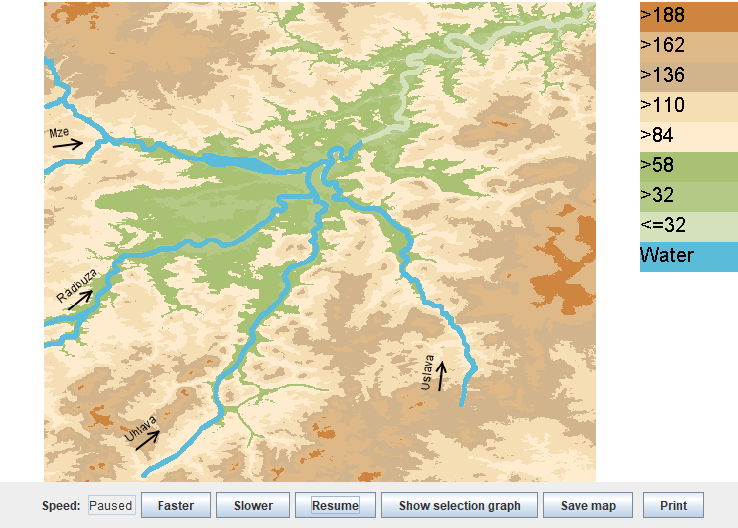 >188
>162
>136
>110
>84
>58
>32
<=32
Water
Mze
Radbuza
Uhlava
Uslava
Speed: Paused Faster Slower Resume Show selection graph Save map Print